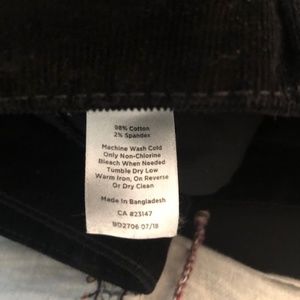 98% Cotton
2% Spandex
Machine Wash Cold
Only Non-Chlorine
Bleach When Needed
Tumble Dry Low
Warm Iron, On Reverse
Or Dry Clean
Made In Bangladesh
CA #23147
BD2706 07/18